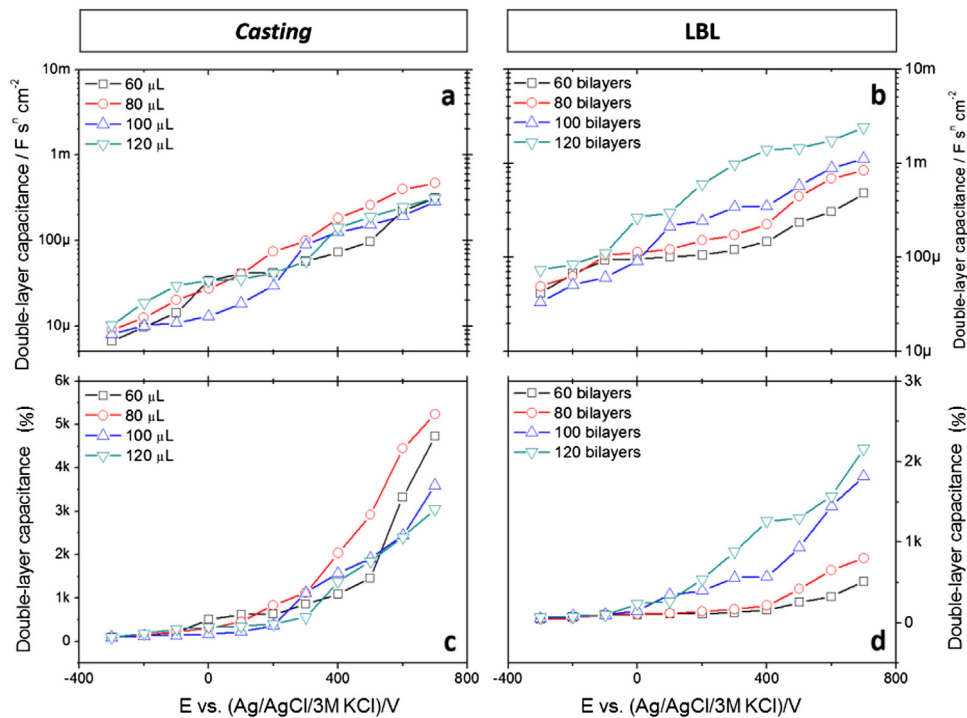 Casting
LBL
10m
1m
100µ
10µ
Double-layer capacitance / F sⁿ cm⁻²
60 µL
80 µL
100 µL
120 µL
a
60 bilayers
80 bilayers
100 bilayers
120 bilayers
b
10m
1m
100µ
10µ
Double-layer capacitance / F sⁿ cm⁻²
6k
5k
4k
3k
2k
1k
0
Double-layer capacitance (%)
60 µL
80 µL
100 µL
120 µL
c
60 bilayers
80 bilayers
100 bilayers
120 bilayers
d
3k
2k
1k
0
Double-layer capacitance (%)
-400
0
400
800
0
400
800
E vs. (Ag/AgCl/3M KCl)/V
E vs. (Ag/AgCl/3M KCl)/V